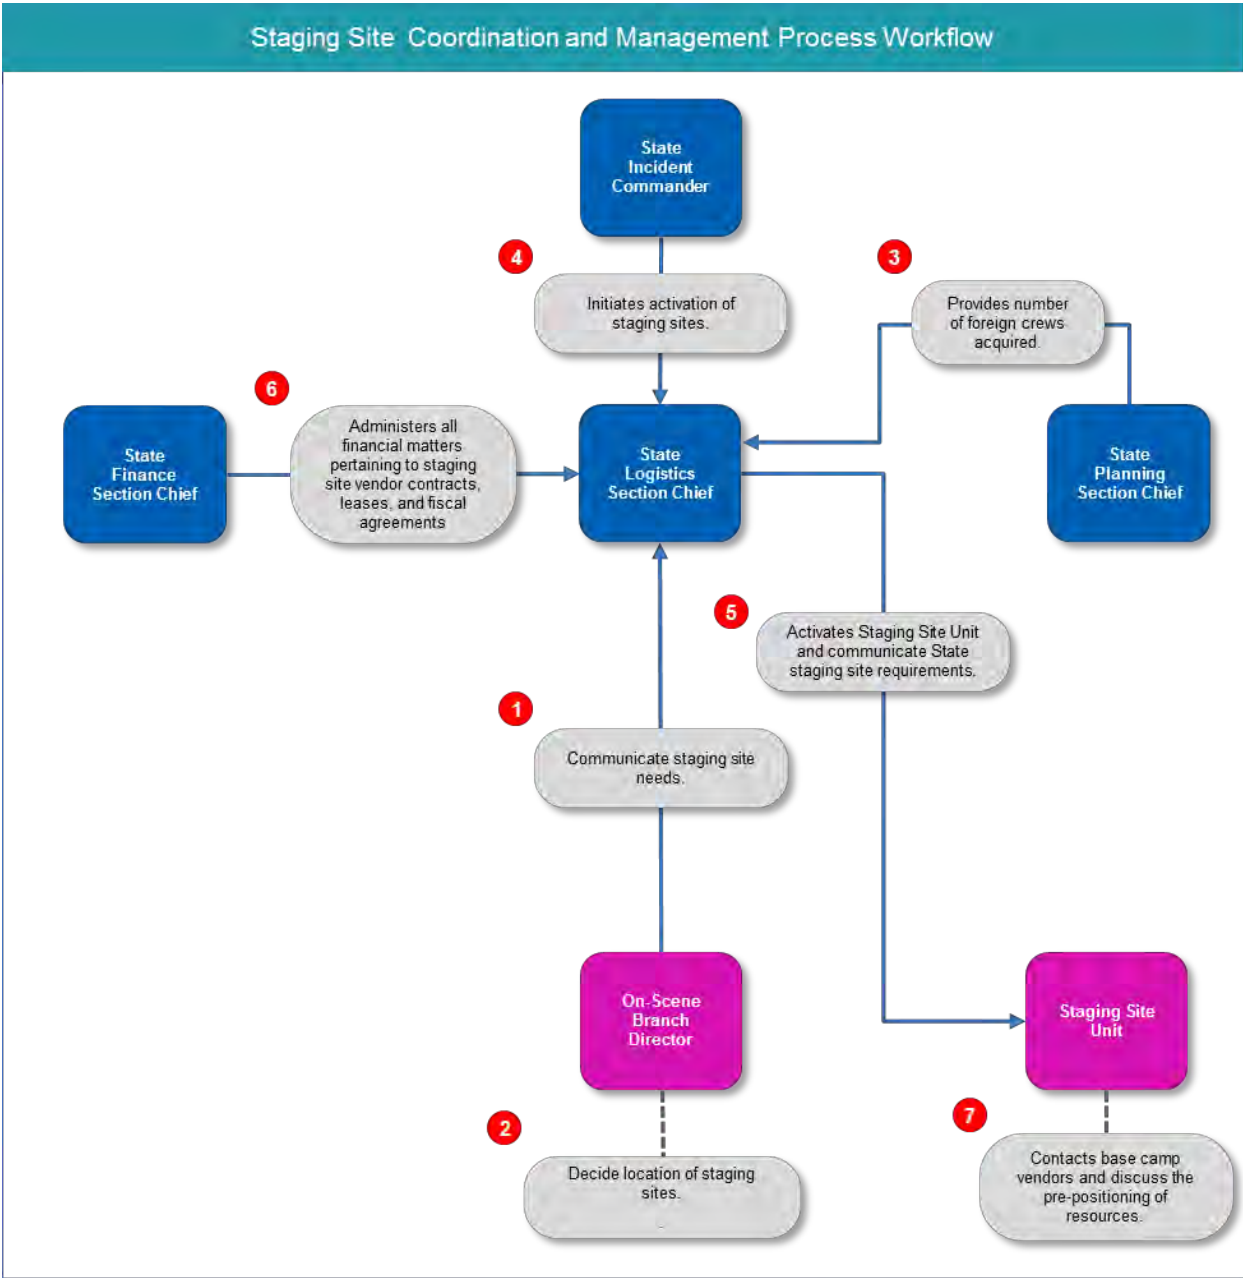 Staging Site Coordination and Management Process Workflow
State
Incident
Commander
4
3
Initiates activation of
staging sites.
Provides number
of foreign crews
acquired.
6
Administers all
financial matters
pertaining to staging
site vendor contracts,
leases, and fiscal
agreements
State
Finance
Section Chief
State
Logistics
Section Chief
State
Planning
Section Chief
5
Activates Staging Site Unit
and communicate State
staging site requirements.
1
Communicate staging site
needs.
On-Scene
Branch
Director
Staging Site
Unit
2
7
Decide location of staging
sites.
Contacts base camp
vendors and discuss the
pre-positioning of
resources.